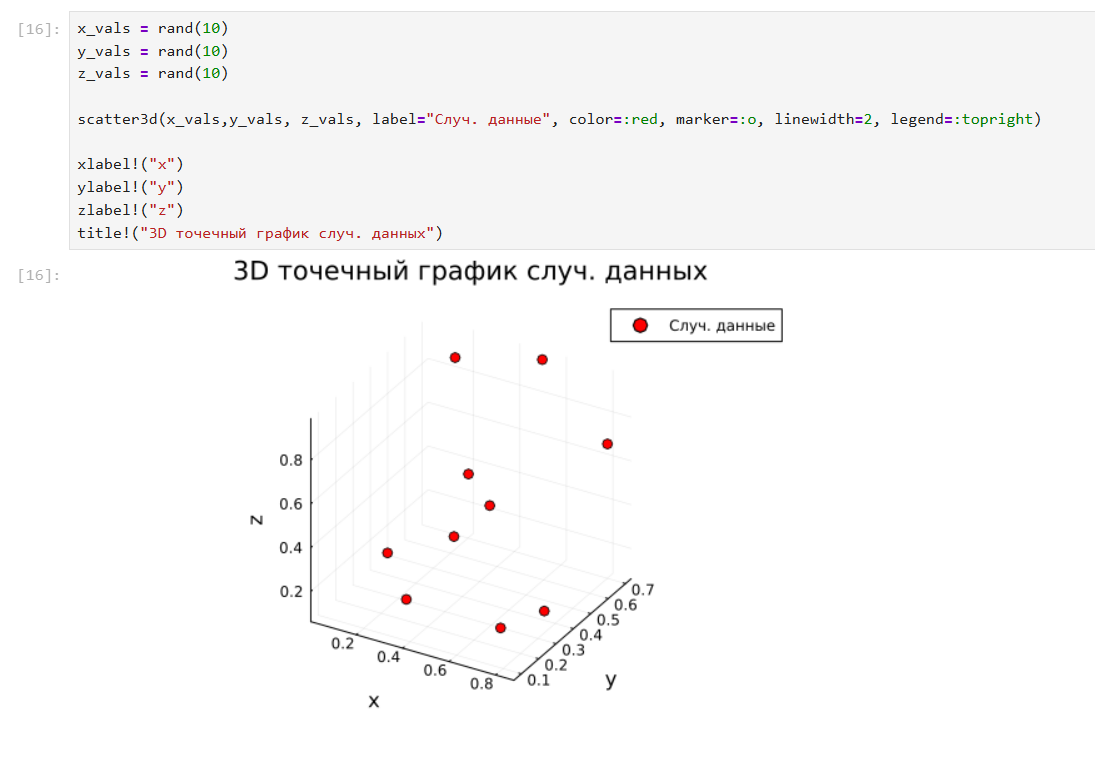 [16]:
x_vals = rand(10)
y_vals = rand(10)
z_vals = rand(10)
scatter3d(x_vals,y_vals, z_vals, label="Случ. данные", color=:red, marker=:o, linewidth=2, legend=:topright)
xlabel!("x")
ylabel!("y")
zlabel!("z")
title!("3D точечный график случ. данных")
[16]:
3D точечный график случ. данных
Случ. данные
0.8
0.6
z
0.4
0.2
0.2
0.4
0.6
0.8
x
0.1
0.2
0.3
0.4
0.5
0.6
0.7
y